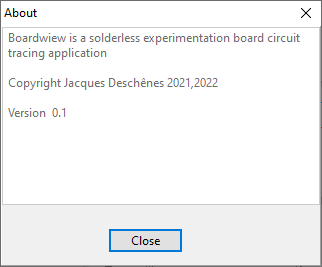 About
Boardwiew is a solderless experimentation board circuit
tracing application
Copyright Jacques Deschênes 2021,2022
Version  0.1
Close